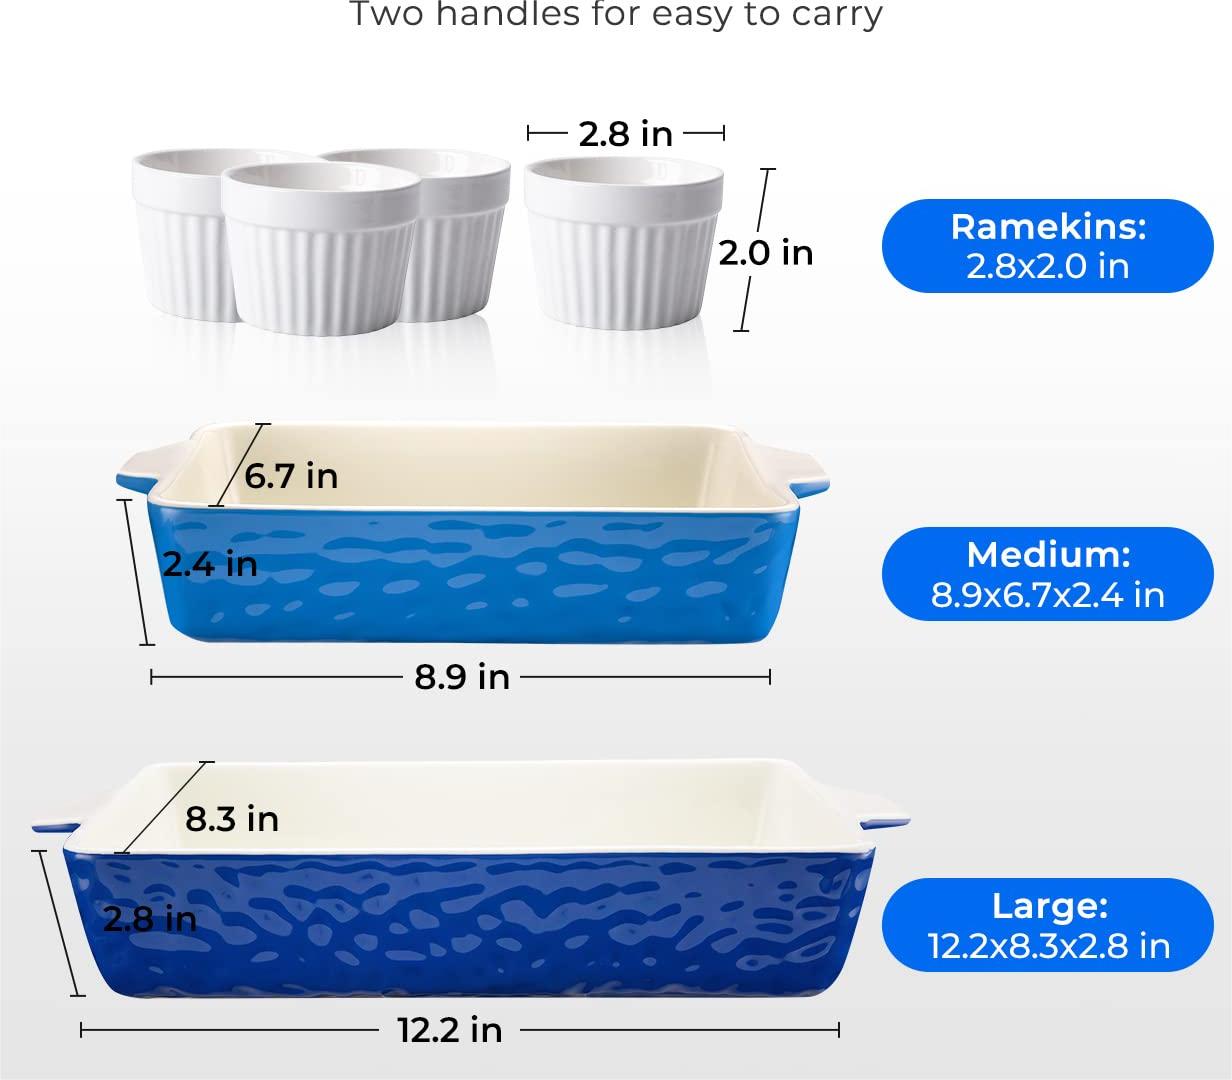 Two handles for easy to carry
2.8 in
2.0 in
Ramekins:
2.8x2.0 in
6.7 in
2.4 in
8.9 in
Medium:
8.9x6.7x2.4 in
8.3 in
2.8 in
12.2 in
Large:
12.2x8.3x2.8 in